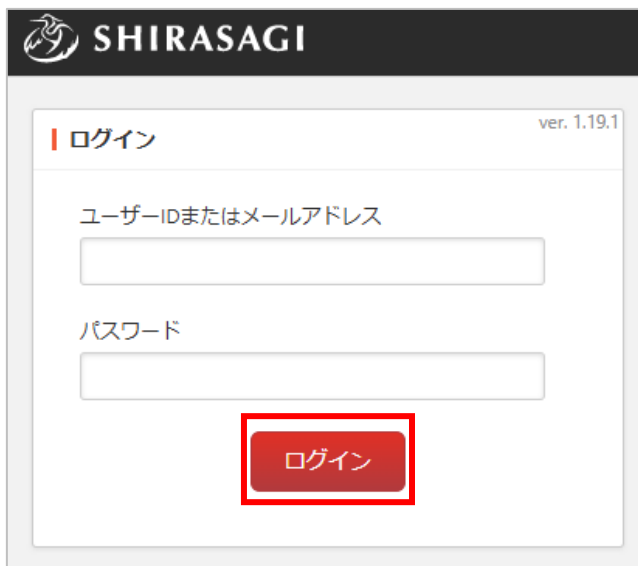 SHIRASAGI
ver. 1.19.1
ログイン
ユーザーIDまたはメールアドレス
パスワード
ログイン